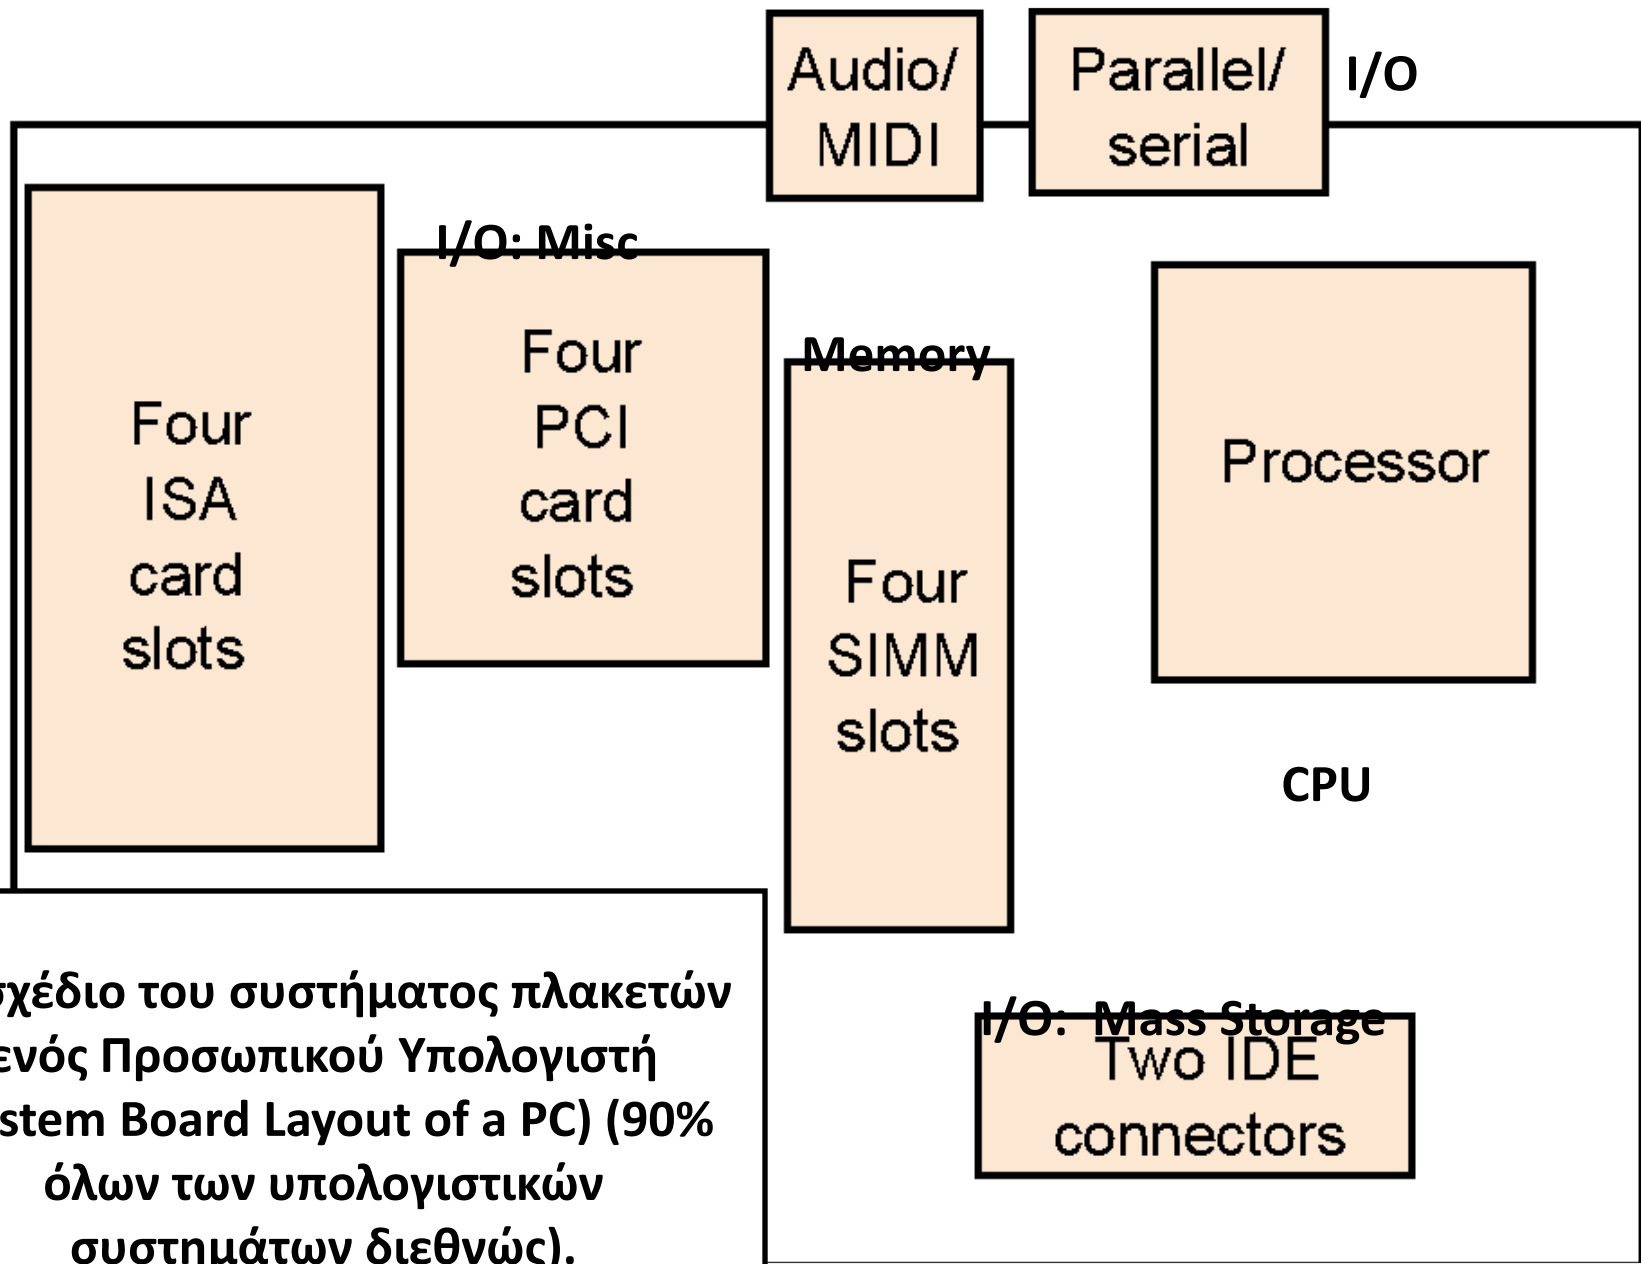 Audio/
MIDI
Parallel/
serial
I/O
I/O: Misc
Four
ISA
card
slots
Four
PCI
card
slots
Memory
Four
SIMM
slots
Processor
CPU
I/O: Mass Storage
Two IDE
connectors
σχέδιο του συστήματος πλακετών
ενός Προσωπικού Υπολογιστή
stem Board Layout of a PC) (90%
όλων των υπολογιστικών
συστημάτων διεθνώς).